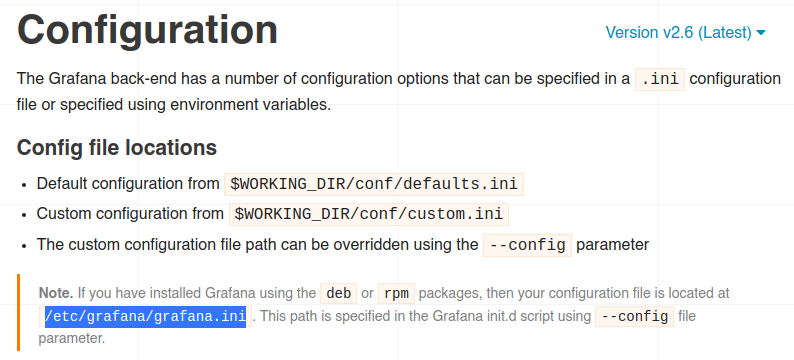 Configuration
Version v2.6 (Latest)
The Grafana back-end has a number of configuration options that can be specified in a .ini configuration
file or specified using environment variables.
Config file locations
• Default configuration from $WORKING_DIR/conf/defaults.ini
• Custom configuration from $WORKING_DIR/conf/custom.ini
• The custom configuration file path can be overridden using the --config parameter
Note. If you have installed Grafana using the deb or rpm packages, then your configuration file is located at
/etc/grafana/grafana.ini . This path is specified in the Grafana init.d script using --config file
parameter.